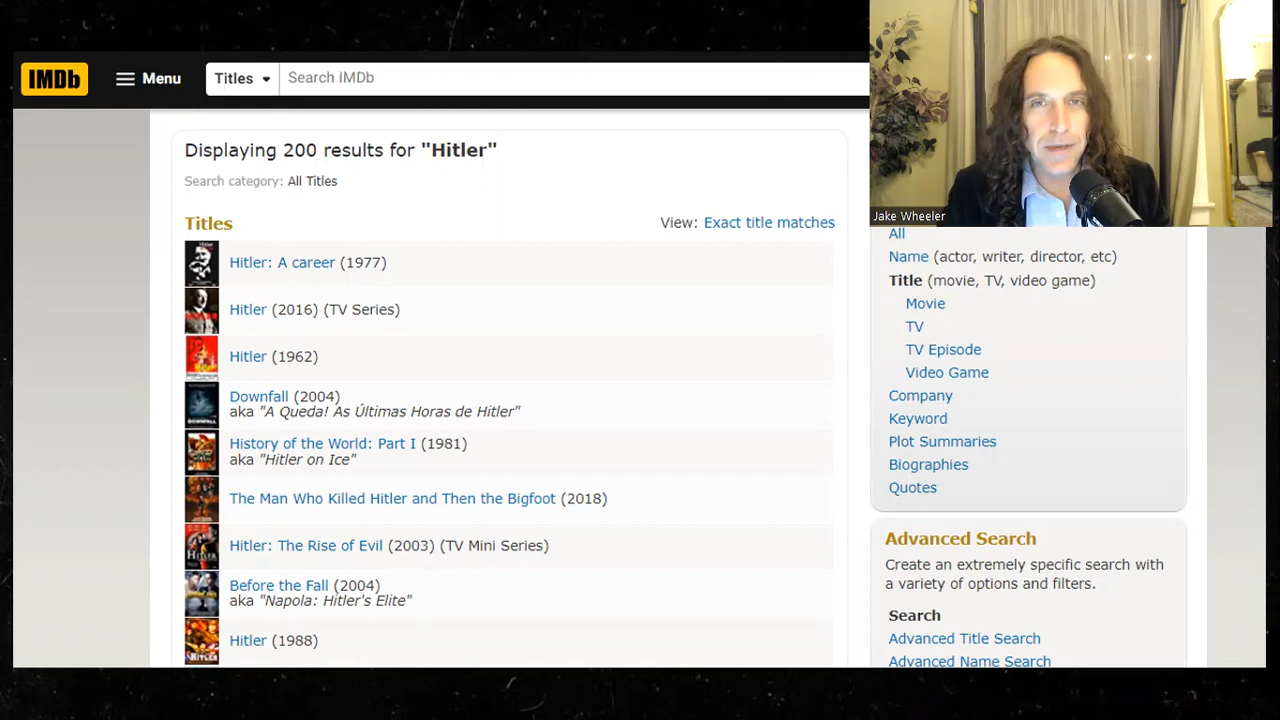 IMDb
Menu
Titles
Search IMDb
Displaying 200 results for "Hitler"
Search category: All Titles
Titles
View: Exact title matches
Hitler: A career (1977)
Hitler (2016) (TV Series)
Hitler (1962)
Downfall (2004)
aka "A Queda! As Últimas Horas de Hitler"
History of the World: Part I (1981)
aka "Hitler on Ice"
The Man Who Killed Hitler and Then the Bigfoot (2018)
Hitler: The Rise of Evil (2003) (TV Mini Series)
Before the Fall (2004)
aka "Napola: Hitler's Elite"
Hitler (1988)
Jake Wheeler
All
Name (actor, writer, director, etc)
Title (movie, TV, video game)
Movie
TV
TV Episode
Video Game
Company
Keyword
Plot Summaries
Biographies
Quotes
Advanced Search
Create an extremely specific search with
a variety of options and filters.
Search
Advanced Title Search
Advanced Name Search